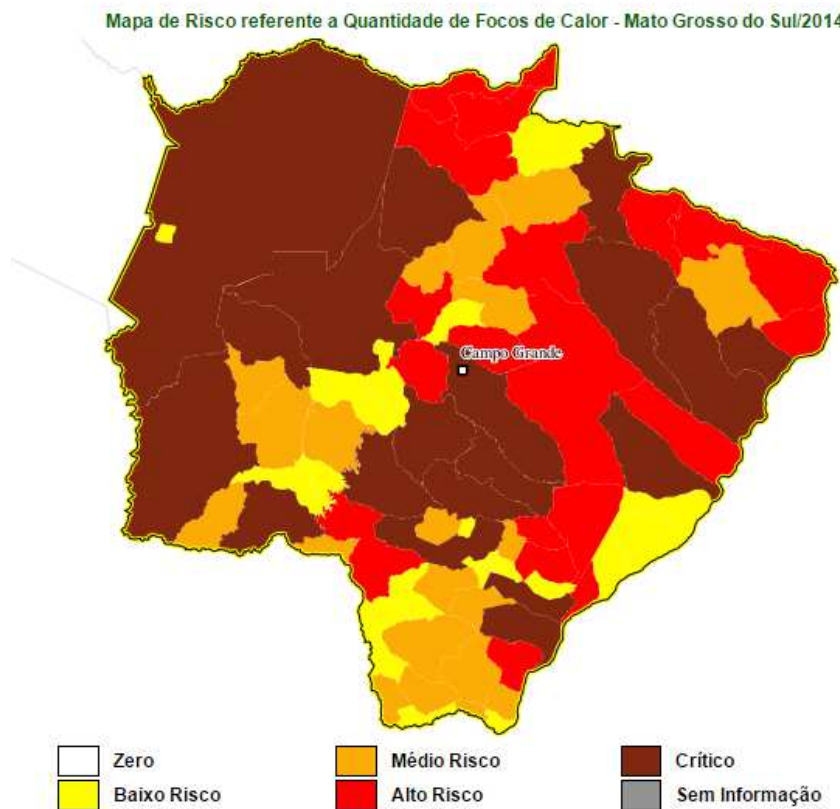 Mapa de Risco referente a Quantidade de Focos de Calor - Mato Grosso do Sul/2014
Campo Grande
Zero
Médio Risco
Crítico
Baixo Risco
Alto Risco
Sem Informação